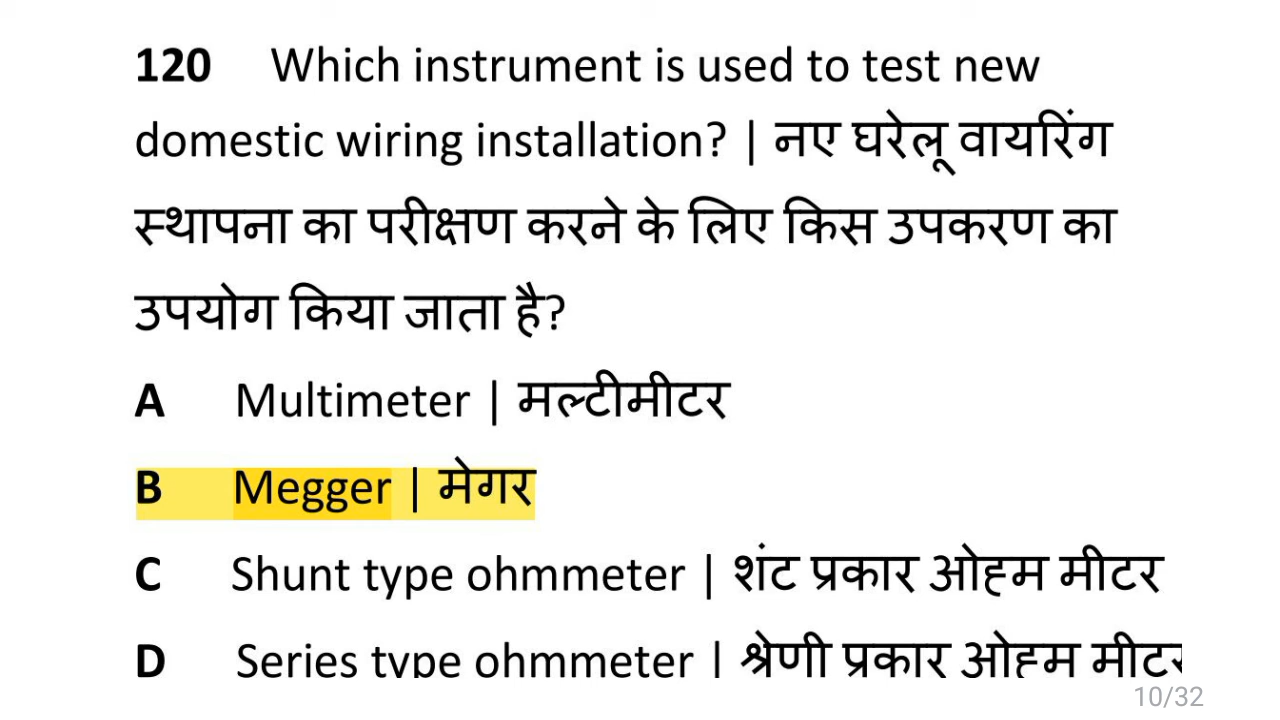 120 Which instrument is used to test new
domestic wiring installation? | नए घरेलू वायरिंग
स्थापना का परीक्षण करने के लिए किस उपकरण का
उपयोग किया जाता है?
A Multimeter | मल्टीमीटर
B Megger | मेगर
C Shunt type ohmmeter | शंट प्रकार ओह्म मीटर
D Series type ohmmeter | श्रेणी प्रकार ओह्म मीटर
10/32